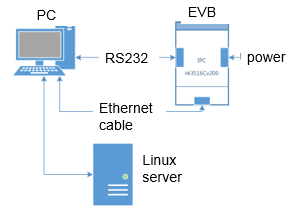 PC
EVB
RS232
IPC
Hi3516Cv200
power
Ethernet
cable
Linux
server